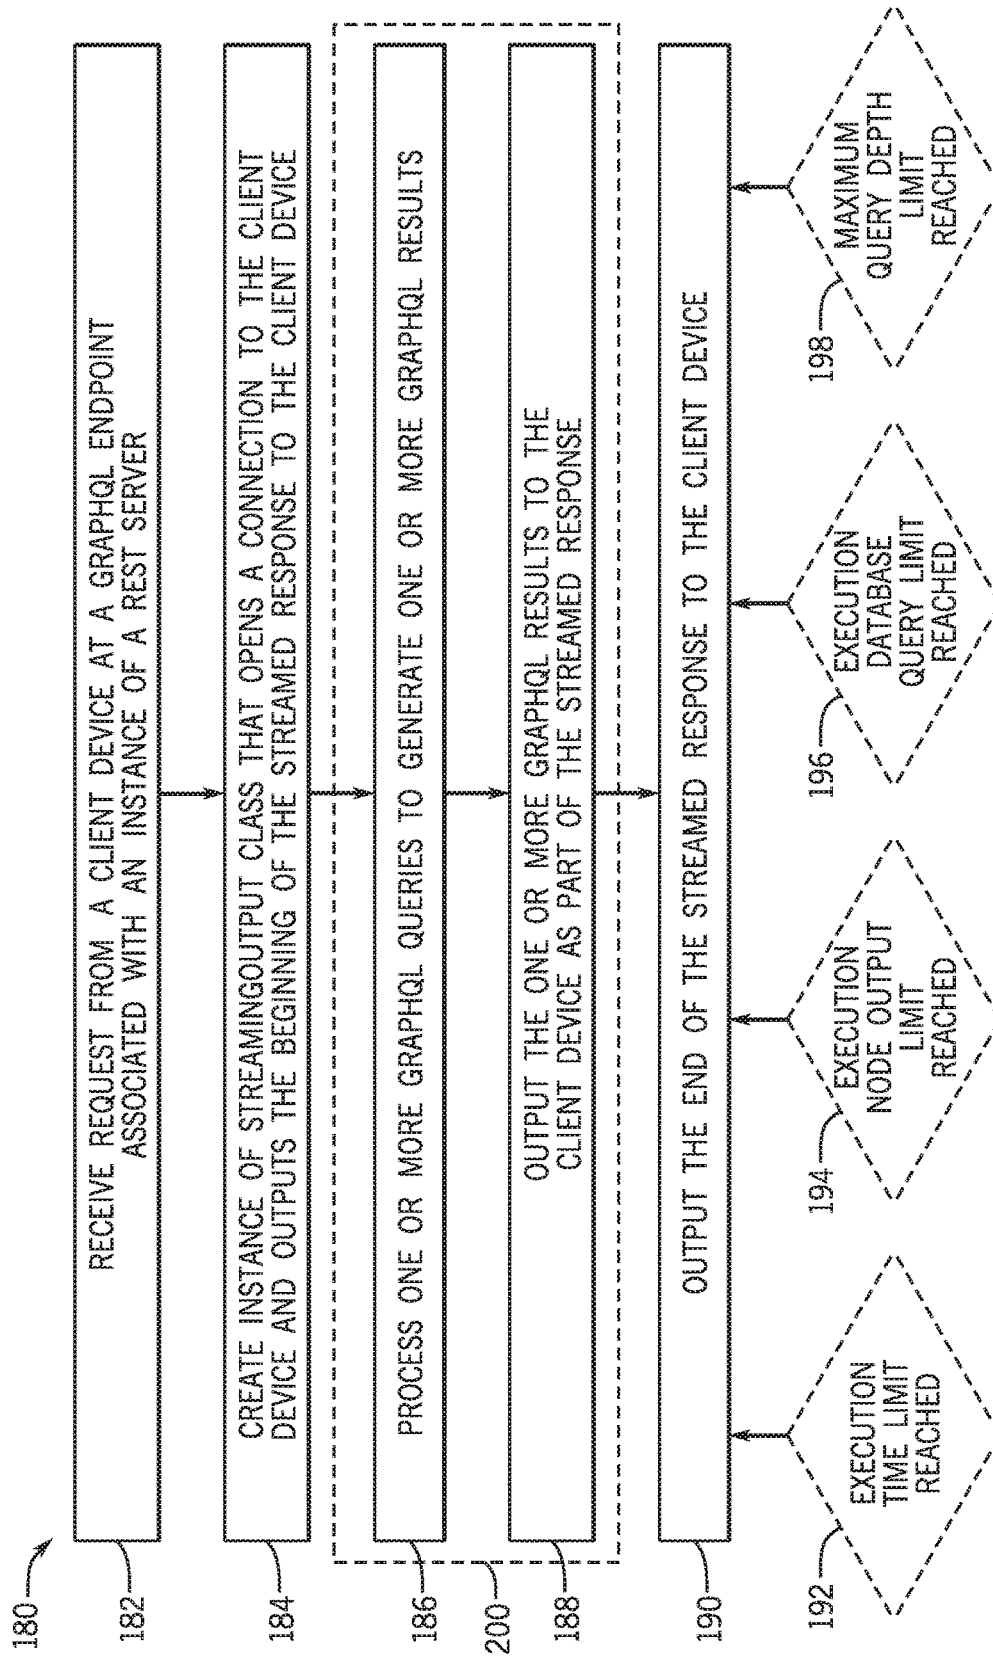 180
182
RECEIVE REQUEST FROM A CLIENT DEVICE AT A GRAPHQL ENDPOINT
ASSOCIATED WITH AN INSTANCE OF A REST SERVER
184
CREATE INSTANCE OF STREAMINGOUTPUT CLASS THAT OPENS A CONNECTION TO THE CLIENT
DEVICE AND OUTPUTS THE BEGINNING OF THE STREAMED RESPONSE TO THE CLIENT DEVICE
186
PROCESS ONE OR MORE GRAPHQL QUERIES TO GENERATE ONE OR MORE GRAPHQL RESULTS
200
188
OUTPUT THE ONE OR MORE GRAPHQL RESULTS TO THE
CLIENT DEVICE AS PART OF THE STREAMED RESPONSE
190
OUTPUT THE END OF THE STREAMED RESPONSE TO THE CLIENT DEVICE
192
EXECUTION
TIME LIMIT
REACHED
194
EXECUTION
NODE OUTPUT
LIMIT
REACHED
196
EXECUTION
DATABASE
QUERY LIMIT
REACHED
198
MAXIMUM
QUERY DEPTH
LIMIT
REACHED